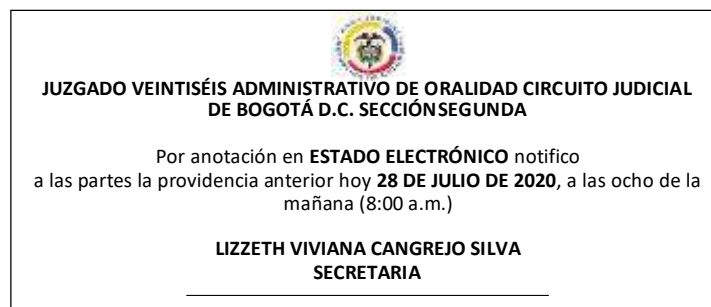 JUZGADO VEINTISÉIS ADMINISTRATIVO DE ORALIDAD CIRCUITO JUDICIAL
DE BOGOTÁ D.C. SECCIÓNSEGUNDA
Por anotación en ESTADO ELECTRÓNICO notifico
a las partes la providencia anterior hoy 28 DE JULIO DE 2020, a las ocho de la
mañana (8:00 a.m.)
LIZZETH VIVIANA CANGREJO SILVA
SECRETARIA